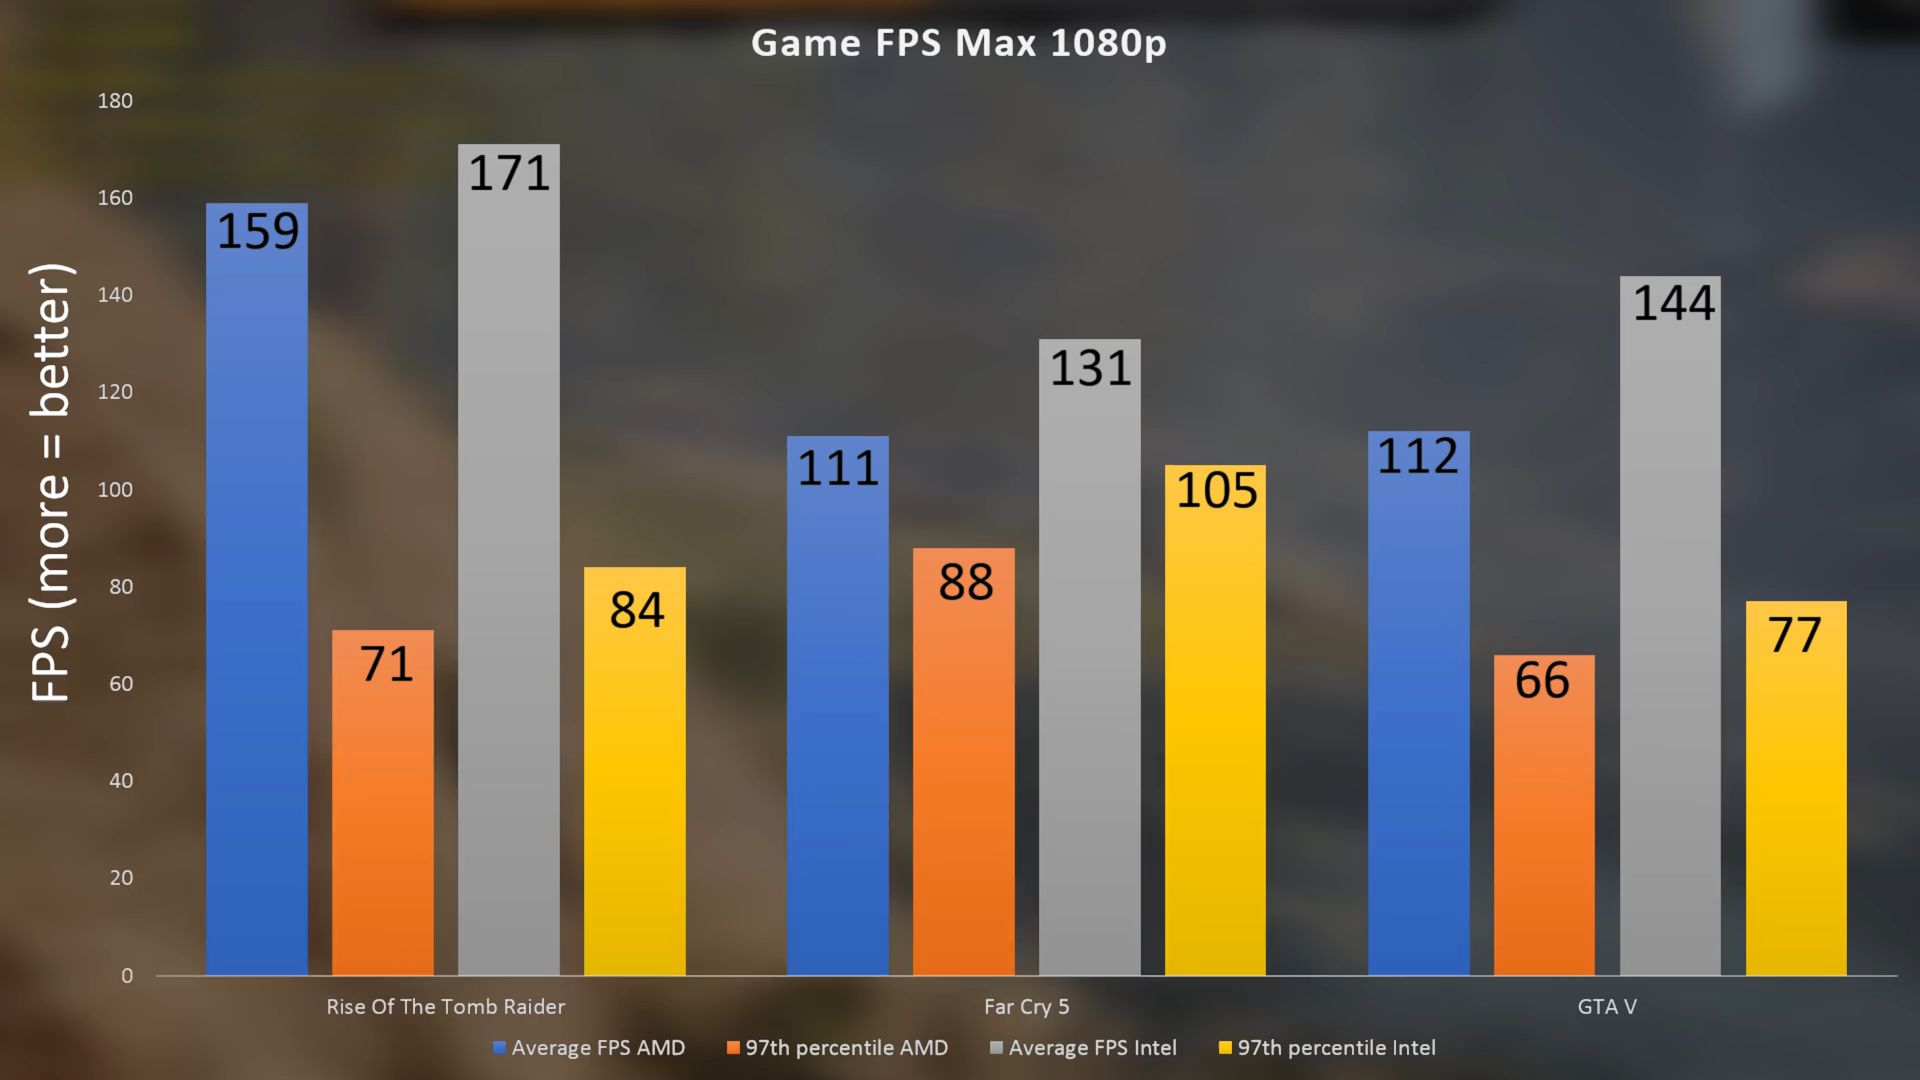 Game FPS Max 1080p
FPS (more = better)
180
160
140
120
100
80
60
40
20
0
159
71
171
84
111
88
131
105
112
66
144
77
Rise Of The Tomb Raider
Far Cry 5
GTA V
Average FPS AMD
97th percentile AMD
Average FPS Intel
97th percentile Intel